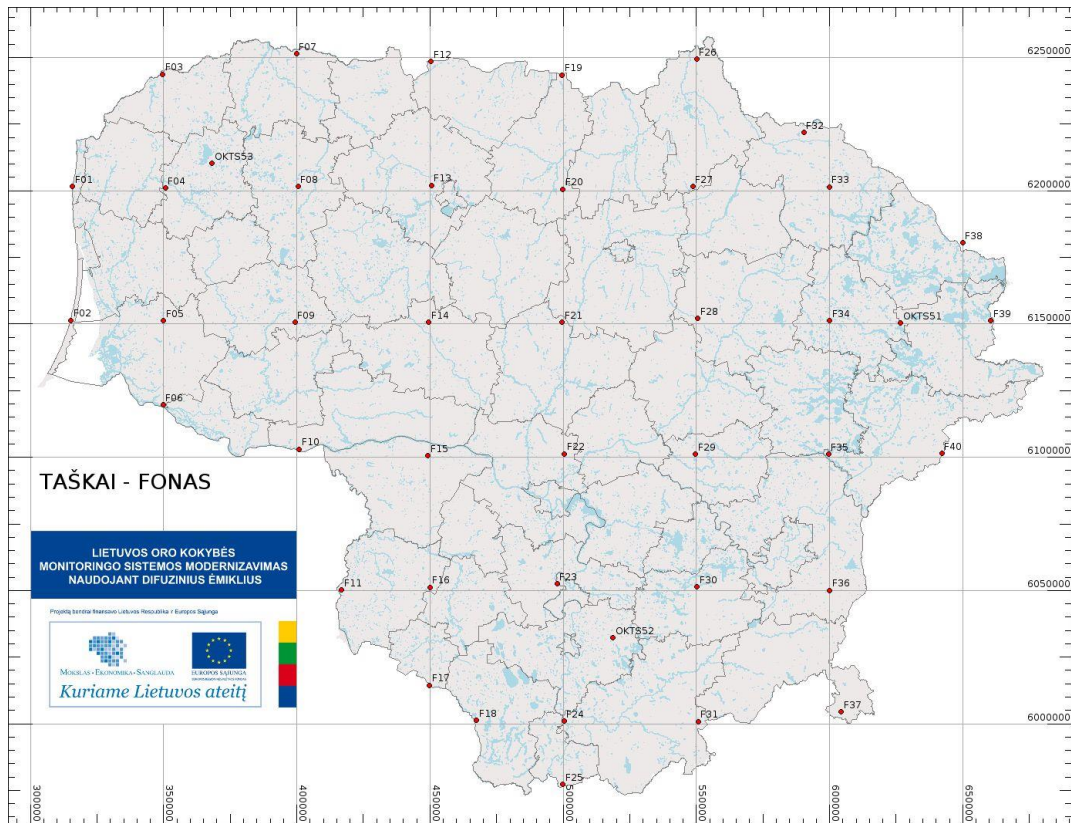 F07
F26
F12
6250000
F03
F19
F32
OKTS53
F01
F04
F08
F13
F20
F27
F33
6200000
F38
F02
F05
F09
F14
F21
F28
F34
OKTS51
F39
6150000
F06
F10
F15
F22
F29
F35
F40
6100000
TAŠKAI - FONAS
LIETUVOS ORO KOKYBĖS
MONITORINGO SISTEMOS MODERNIZAVIMAS
NAUDOJANT DIFUZINIUS ĖMIKLIUS
F11
F16
F23
F30
F36
6050000
Projektą bendrai finansavo Lietuvos Respublika ir Europos Sąjunga
OKTS52
MOKSLAS • EKONOMIKA • SANGLAUDA
EUROPOS SĄJUNGA
Kuriame Lietuvos ateitį
F17
F18
F24
F31
F37
6000000
F25
300000
350000
400000
450000
500000
550000
600000
650000